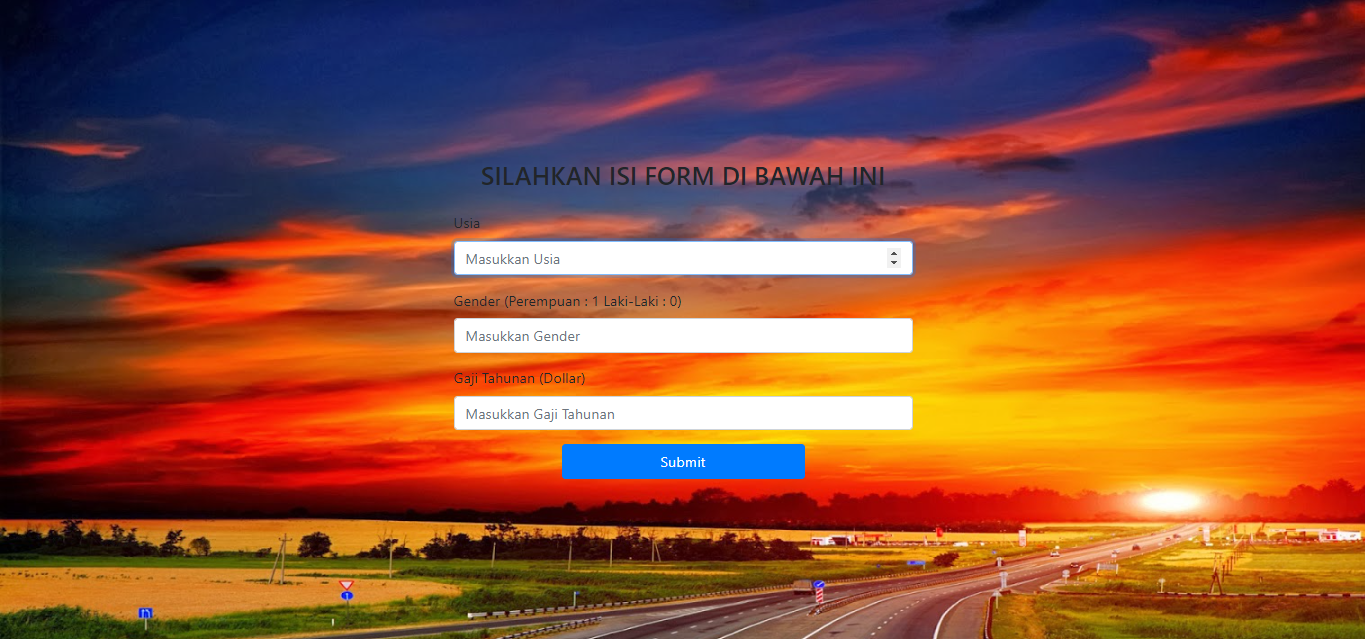 SILAHKAN ISI FORM DI BAWAH INI
Usia
Masukkan Usia
Gender (Perempuan : 1 Laki-Laki : 0)
Masukkan Gender
Gaji Tahunan (Dollar)
Masukkan Gaji Tahunan
Submit